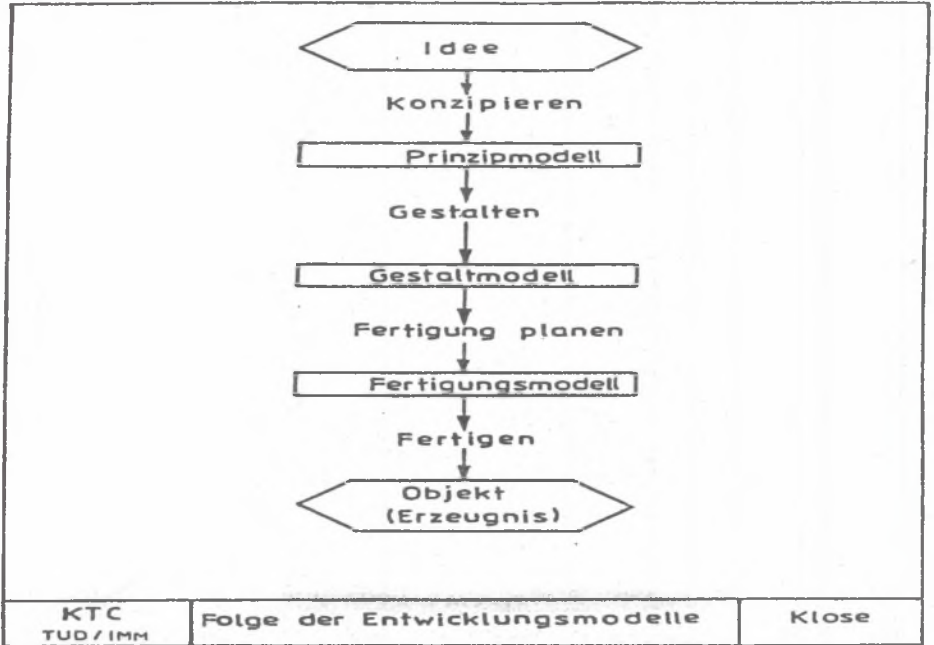 Idee
Konzipieren
Prinzipmodell
Gestalten
Gestaltmodell
Fertigung planen
Fertigungsmodell
Fertigen
Objekt
(Erzeugnis)
KTC
TUD/IMM
Folge der Entwicklungsmodelle
Klose